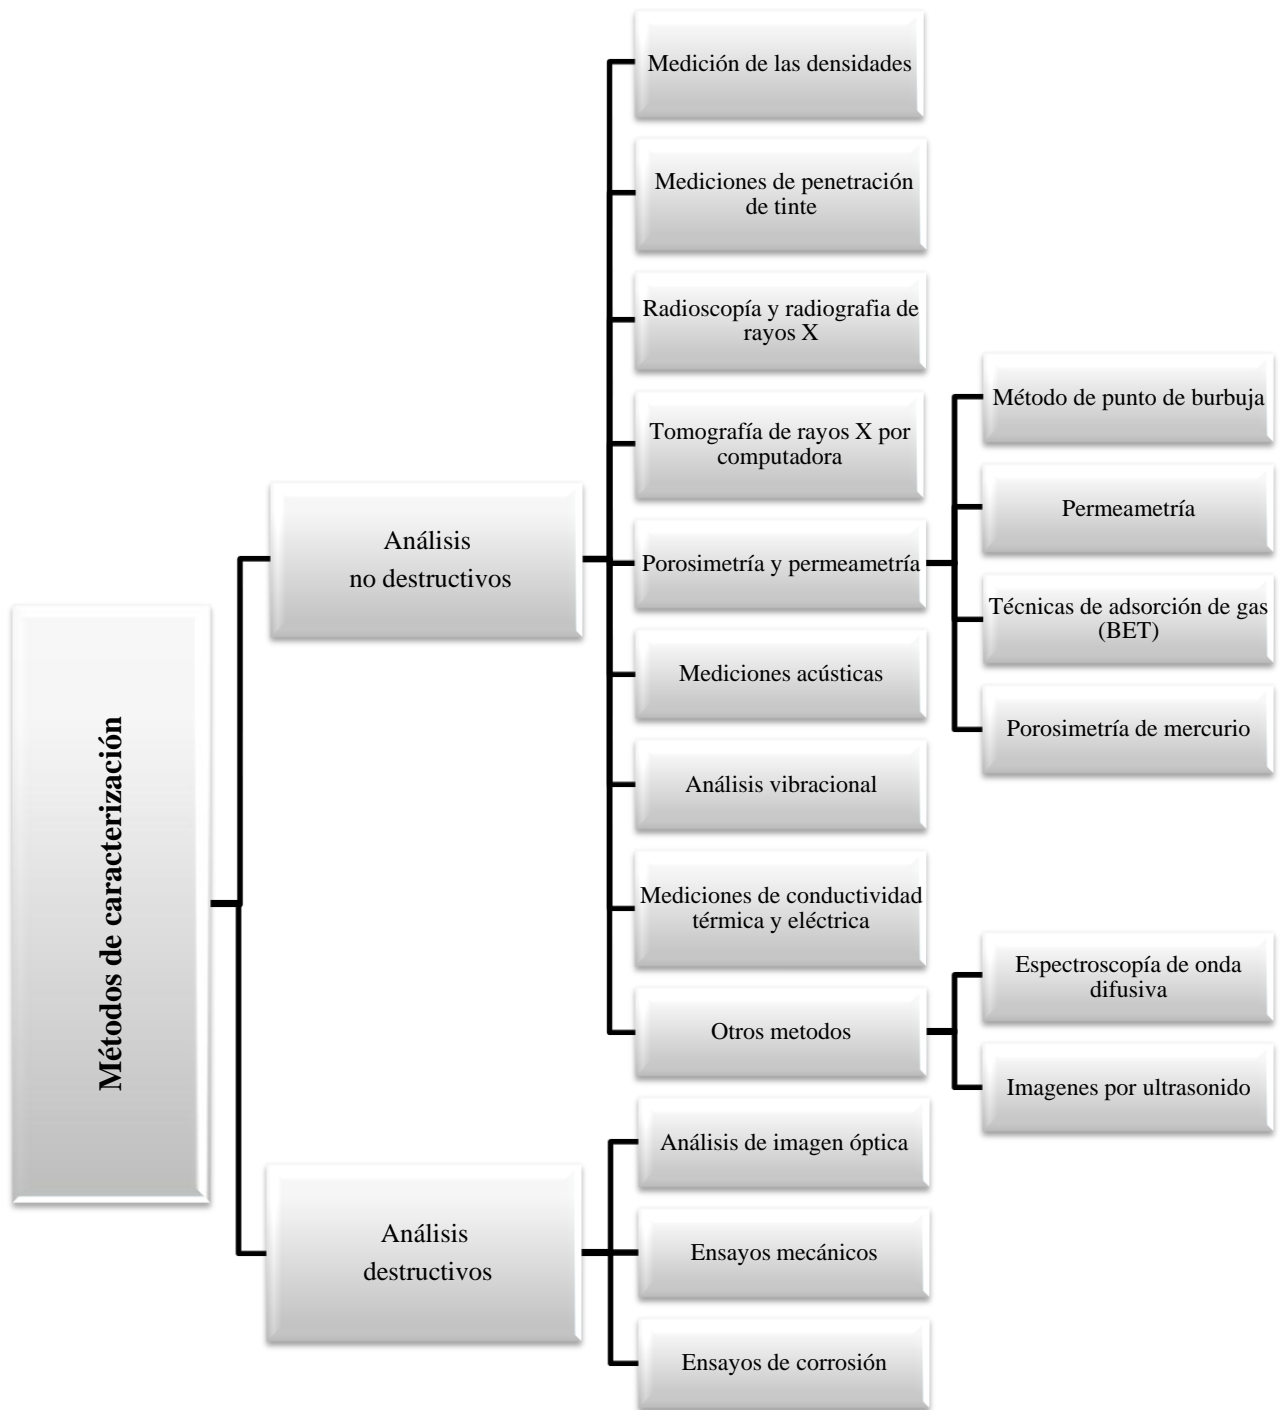 Métodos de caracterización
Análisis
no destructivos
Medición de las densidades
Mediciones de penetración
de tinte
Radioscopía y radiografia de
rayos X
Tomografía de rayos X por
computadora
Porosimetría y permeametría
Método de punto de burbuja
Permeametría
Técnicas de adsorción de gas
(BET)
Porosimetría de mercurio
Mediciones acústicas
Análisis vibracional
Mediciones de conductividad
térmica y eléctrica
Otros metodos
Espectroscopía de onda
difusiva
Imagenes por ultrasonido
Análisis
destructivos
Análisis de imagen óptica
Ensayos mecánicos
Ensayos de corrosión